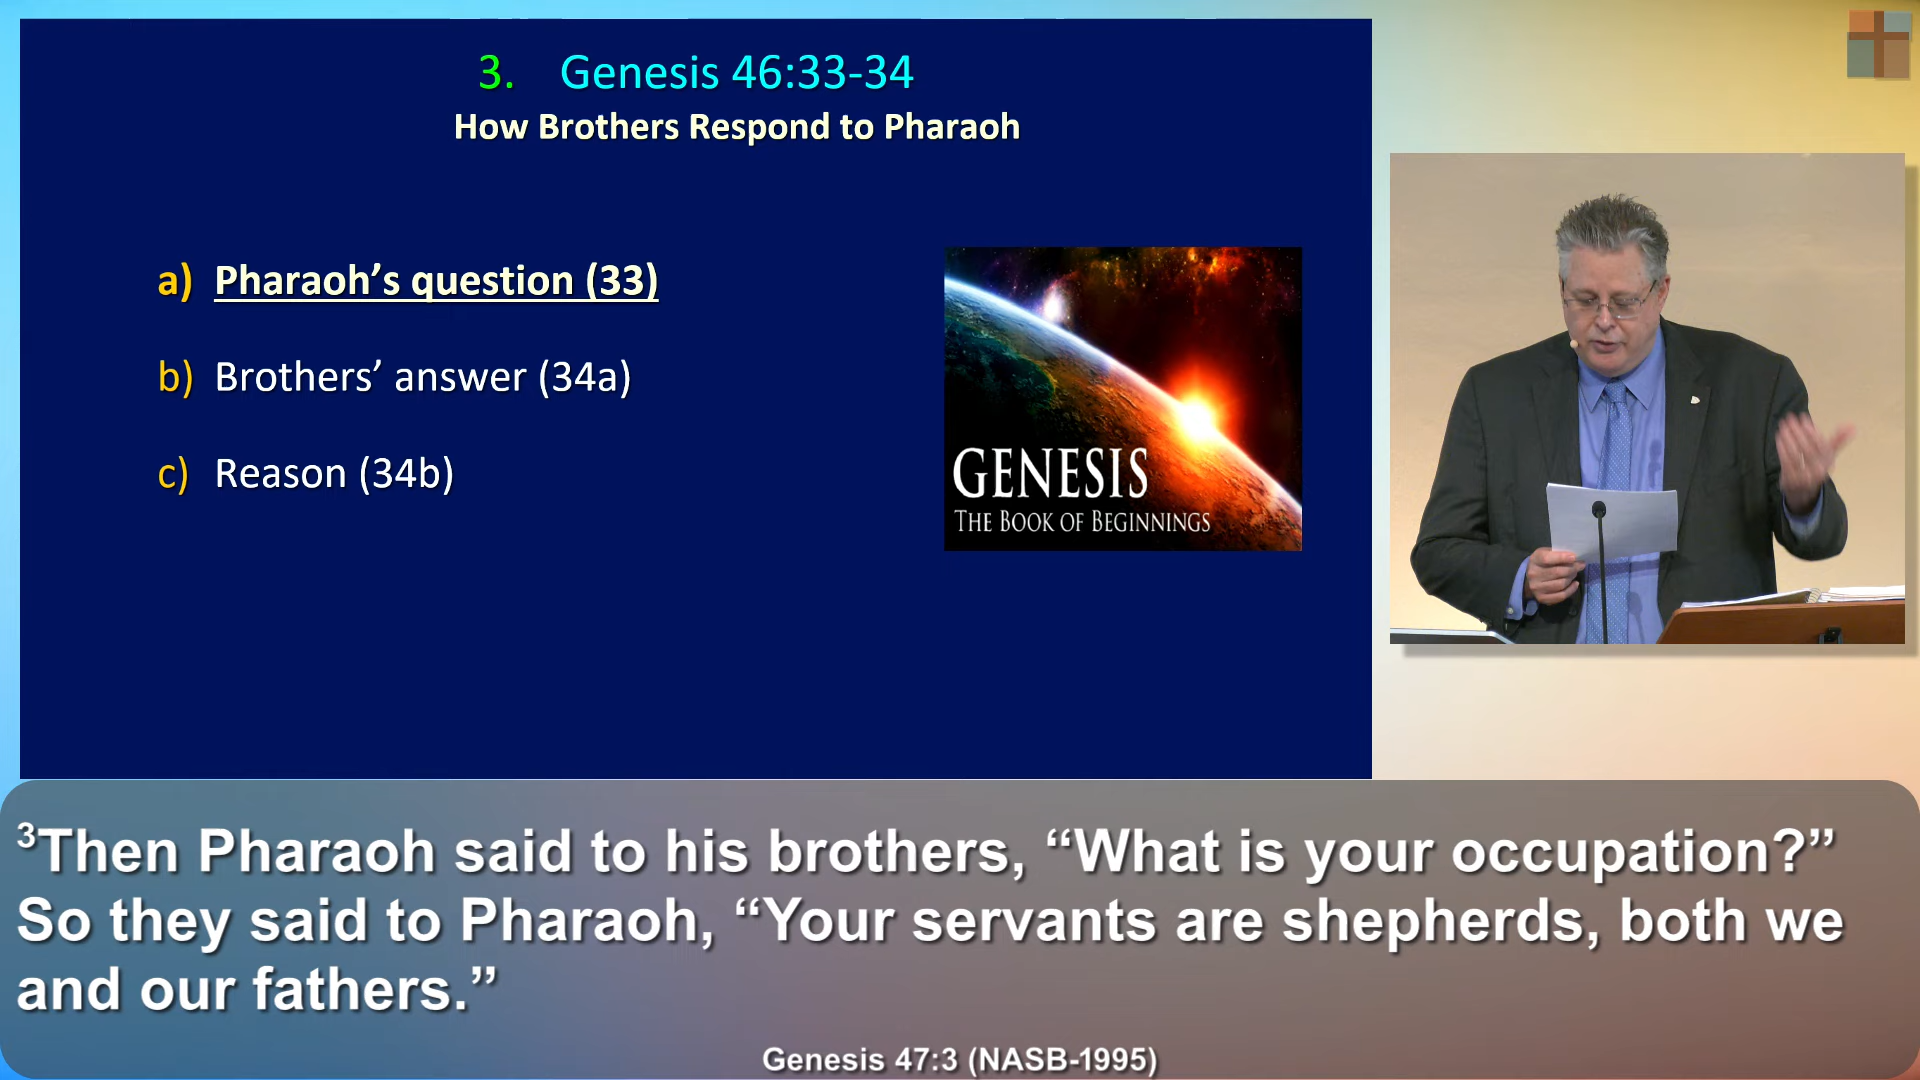 3. Genesis 46:33-34
How Brothers Respond to Pharaoh
a) Pharaoh’s question (33)
b) Brothers’ answer (34a)
c) Reason (34b)
GENESIS
THE BOOK OF BEGINNINGS
3Then Pharaoh said to his brothers, “What is your occupation?”
So they said to Pharaoh, “Your servants are shepherds, both we
and our fathers.”
Genesis 47:3 (NASB-1995)